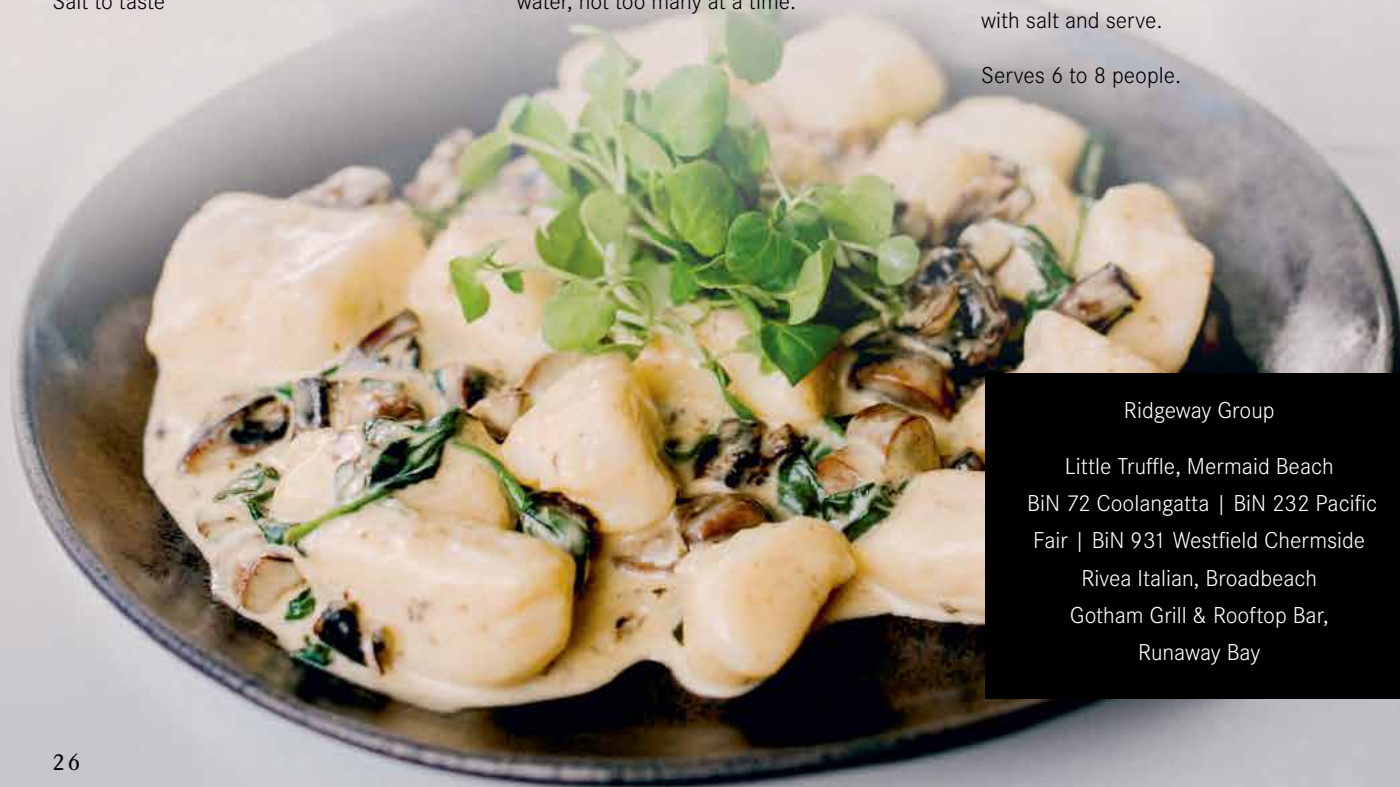 Salt to taste
water, not too many at a time.
with salt and serve.
Serves 6 to 8 people.
Ridgeway Group
Little Truffle, Mermaid Beach
BiN 72 Coolangatta | BiN 232 Pacific
Fair | BiN 931 Westfield Chermside
Rivea Italian, Broadbeach
Gotham Grill & Rooftop Bar,
Runaway Bay
26